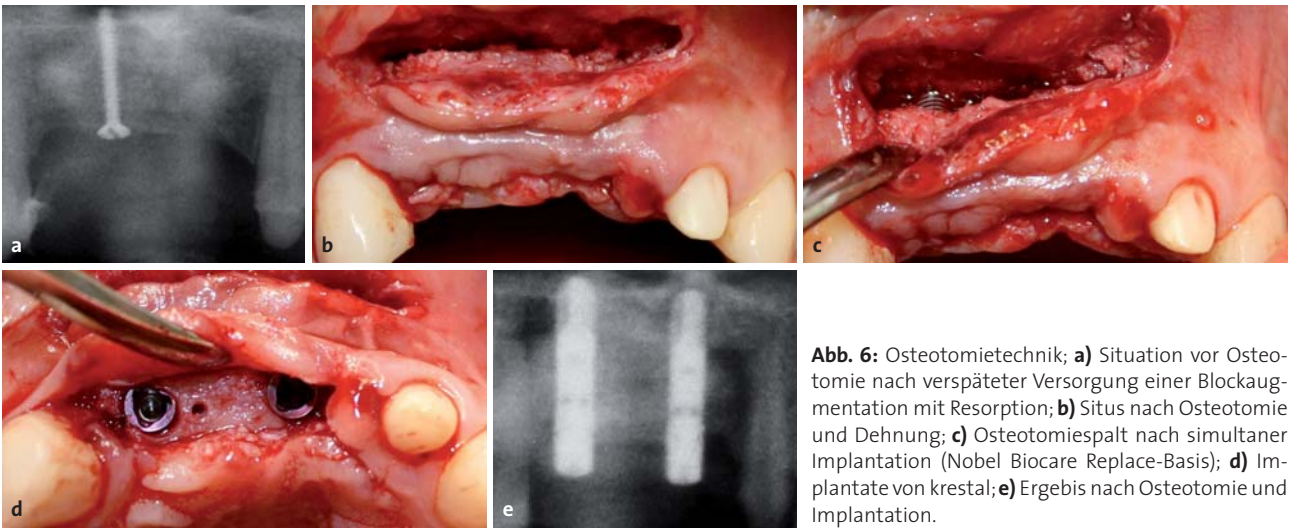 a
b
c
d
e
Abb. 6: Osteotomietechnik; a) Situation vor Osteo-
tomie nach verspäteter Versorgung einer Blockaug-
mentation mit Resorption; b) Situs nach Osteotomie
und Dehnung; c) Osteotomiespalt nach simultaner
Implantation (Nobel Biocare Replace-Basis); d) Im-
plantate von krestal; e) Ergebis nach Osteotomie und
Implantation.